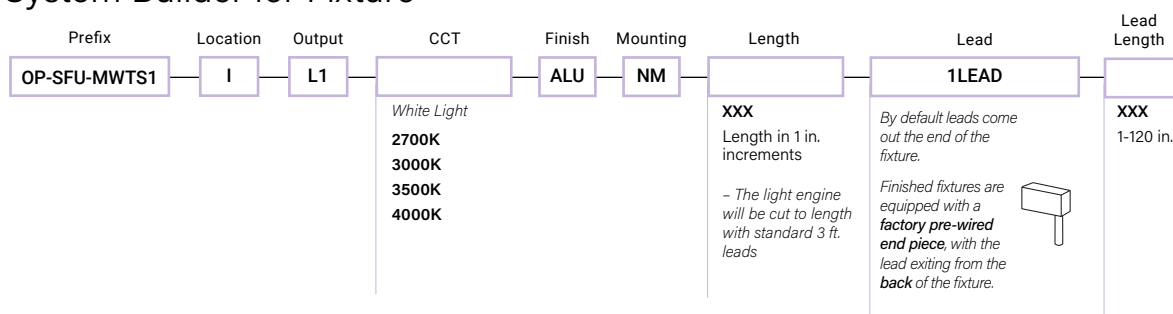 System Builder for Fixture
Prefix
Location
Output
CCT
Finish
Mounting
Length
Lead
Lead
Length
OP-SFU-MWTS1
I
L1
ALU
NM
1LEAD
White Light
2700K
3000K
3500K
4000K
XXX
Length in 1 in.
increments
– The light engine
will be cut to length
with standard 3 ft.
leads
By default leads come
out the end of the
fixture.
Finished fixtures are
equipped with a
factory pre-wired
end piece, with the
lead exiting from the
back of the fixture.
XXX
1-120 in.